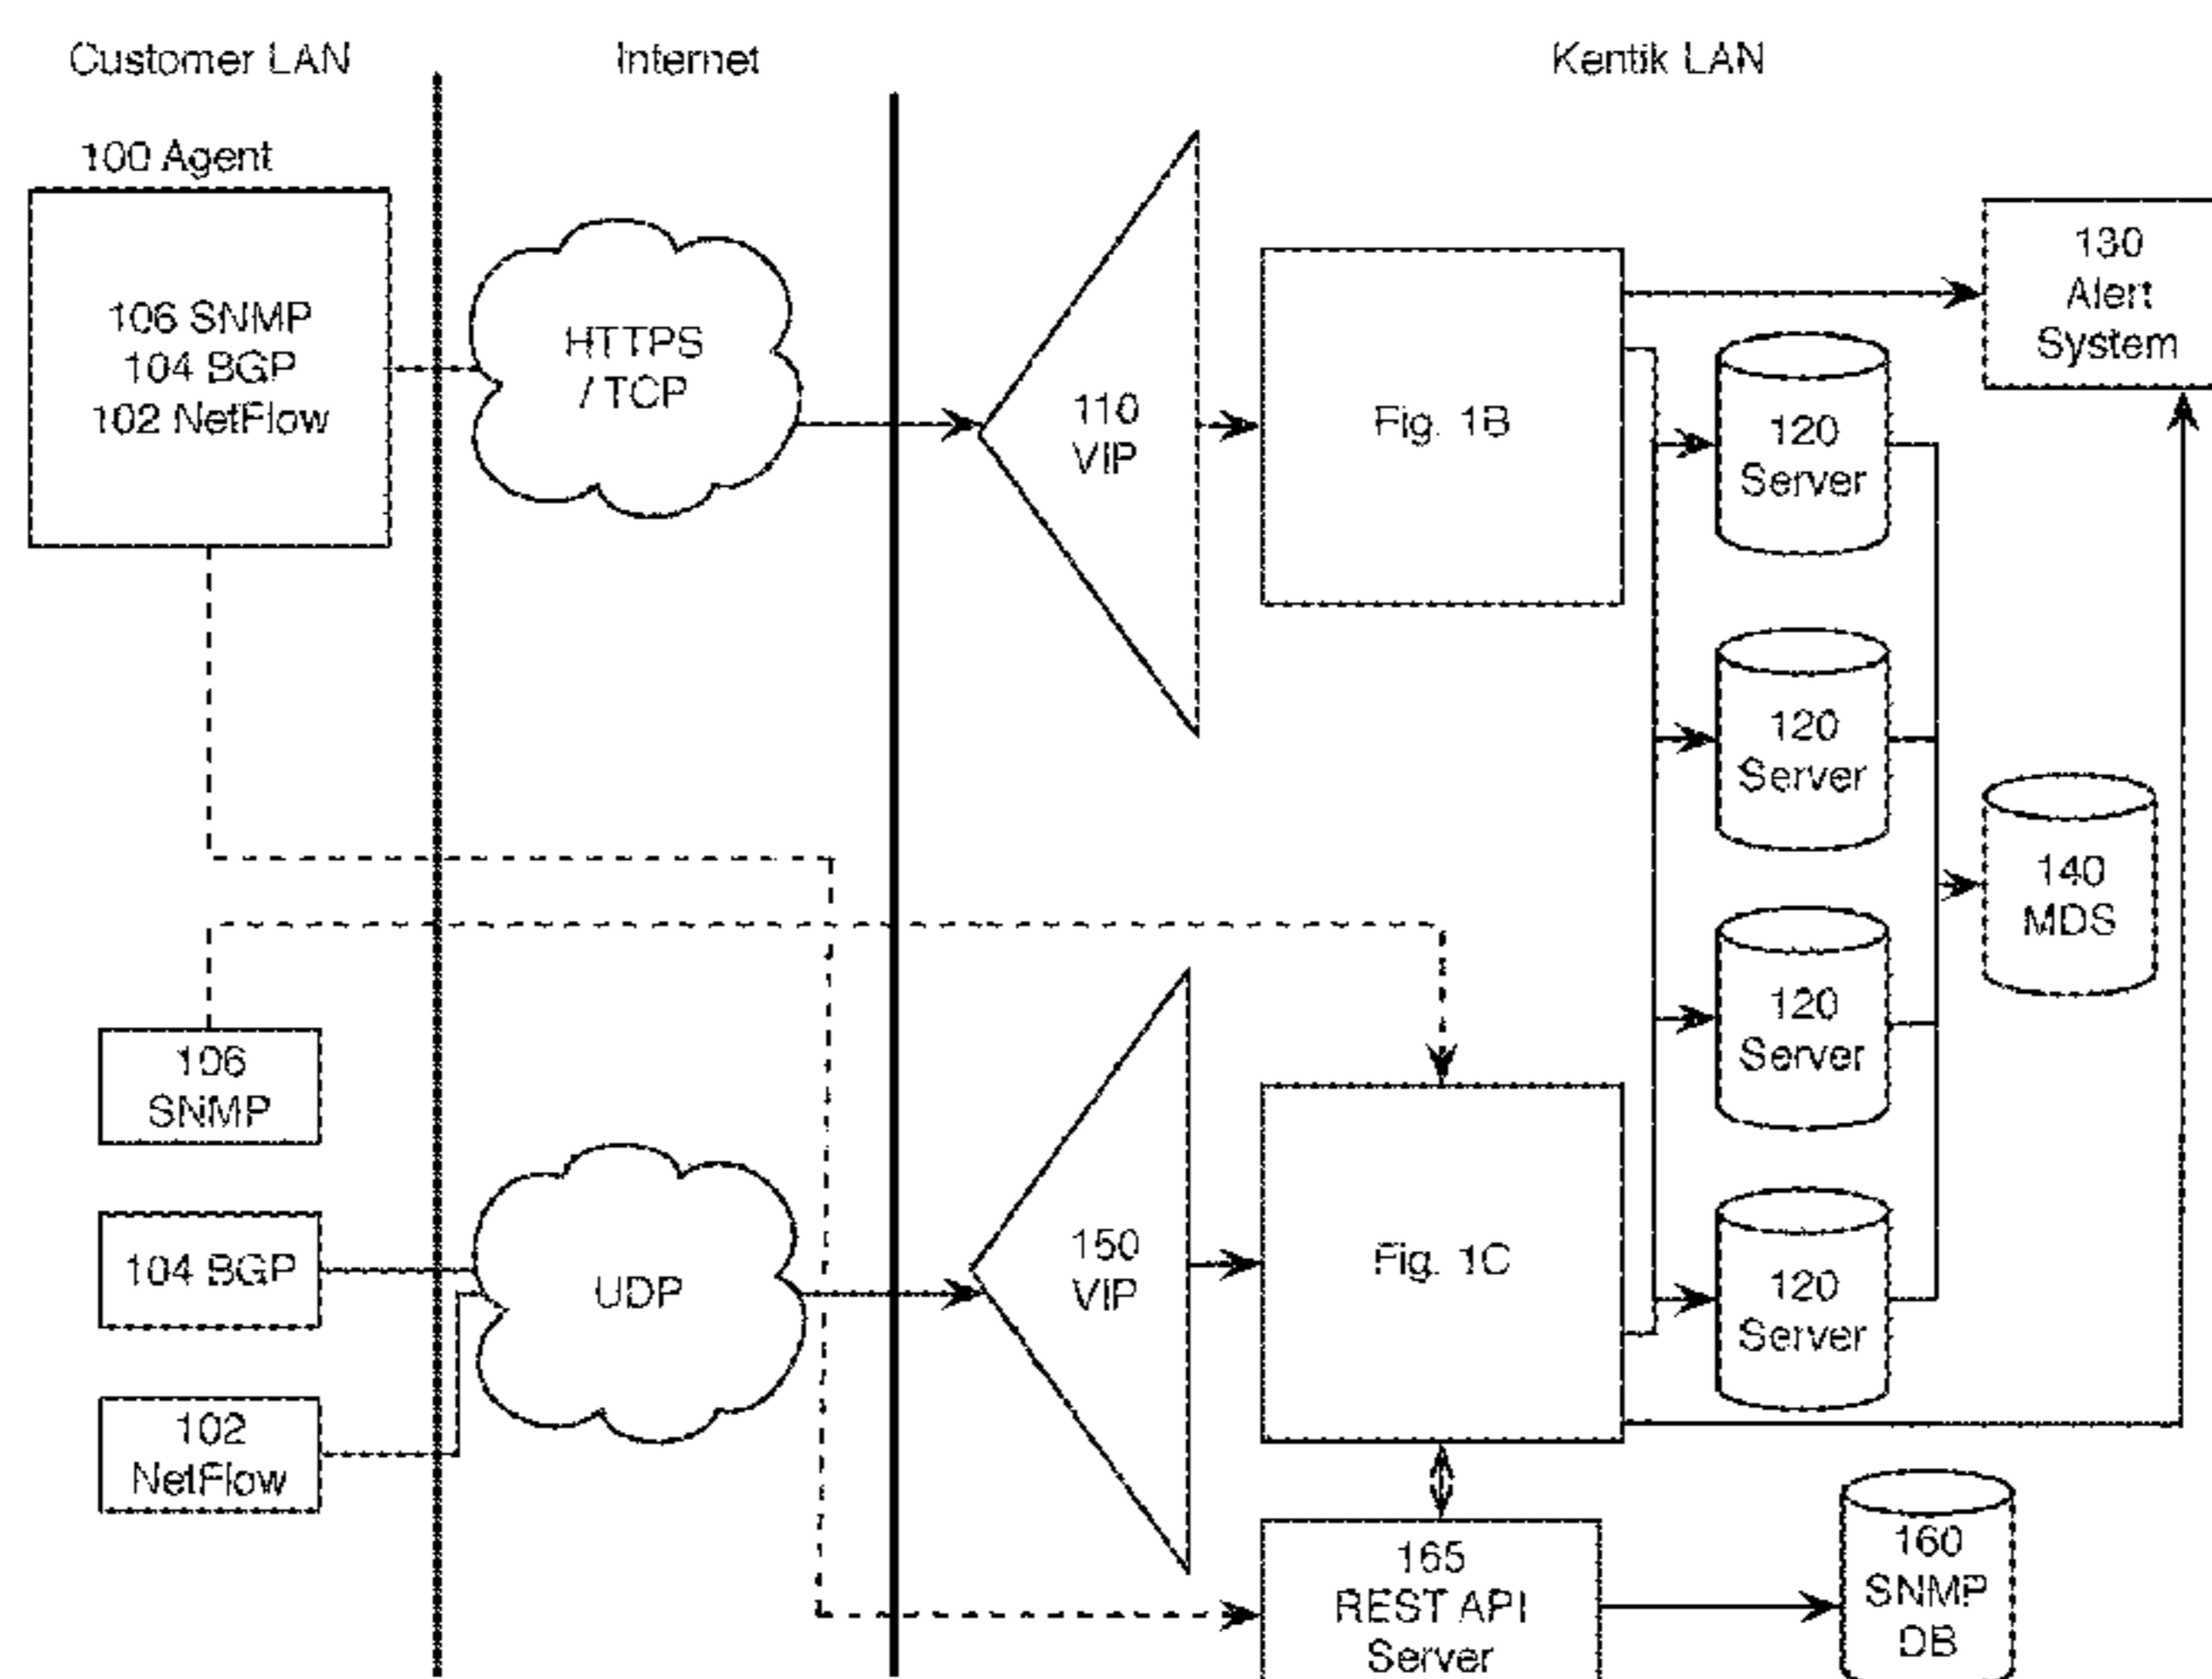 Customer LAN
Internet
Kentik LAN
100 Agent
106 SNMP
104 BGP
102 NetFlow
HTTPS
/ TCP
110
VIP
Fig. 1B
130
Alert
System
120
Server
120
Server
140
MDS
120
Server
106
SNMP
104 BGP
UDP
150
VIP
Fig. 1C
120
Server
102
NetFlow
165
REST API
Server
160
SNMP
DB